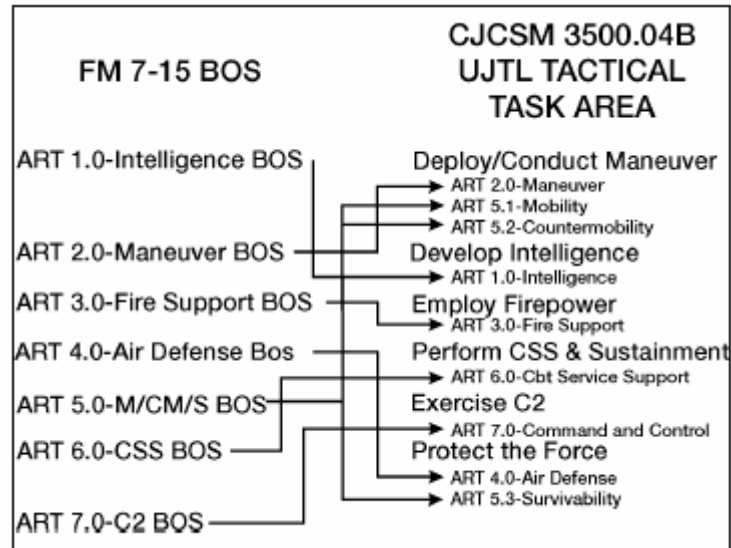 FM 7-15 BOS
ART 1.0-Intelligence BOS
ART 2.0-Maneuver BOS
ART 3.0-Fire Support BOS
ART 4.0-Air Defense Bos
ART 5.0-M/CM/S BOS
ART 6.0-CSS BOS
ART 7.0-C2 BOS
CJCSM 3500.04B
UJTL TACTICAL
TASK AREA
Deploy/Conduct Maneuver
ART 2.0-Maneuver
ART 5.1-Mobility
ART 5.2-Countermobility
Develop Intelligence
ART 1.0-Intelligence
Employ Firepower
ART 3.0-Fire Support
Perform CSS & Sustainment
ART 6.0-Cbt Service Support
Exercise C2
ART 7.0-Command and Control
Protect the Force
ART 4.0-Air Defense
ART 5.3-Survivability